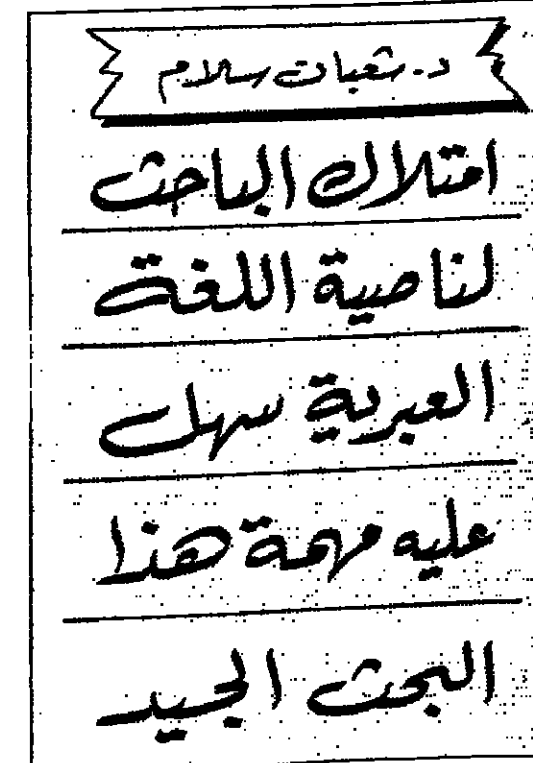 د. شعبان سلام
امتلاك الباحث
لناصية اللغة
العبرية سهل
عليه مهمة هذا
البحث الجيد